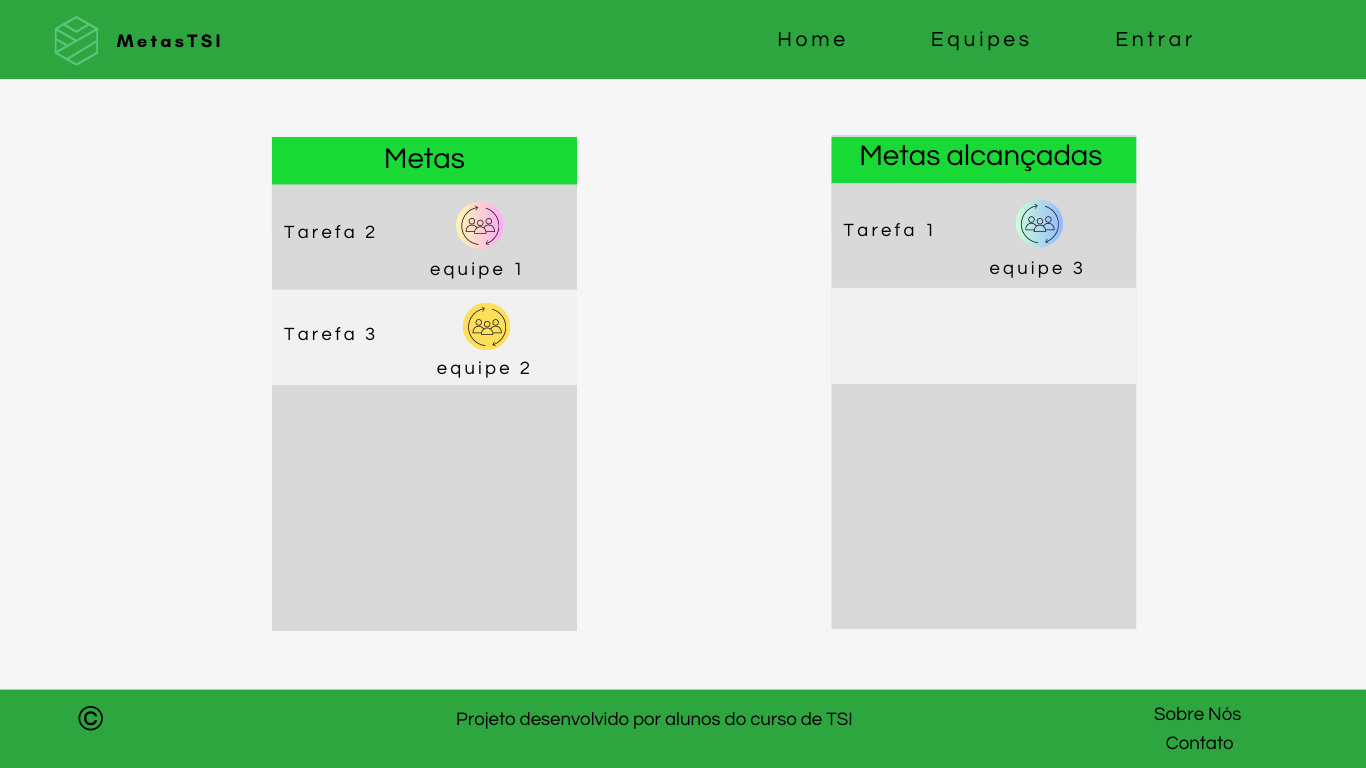 MetasTSI
Home
Equipes
Entrar
Metas
Tarefa 2
equipe 1
Tarefa 3
equipe 2
Metas alcançadas
Tarefa 1
equipe 3
©
Projeto desenvolvido por alunos do curso de TSI
Sobre Nós
Contato